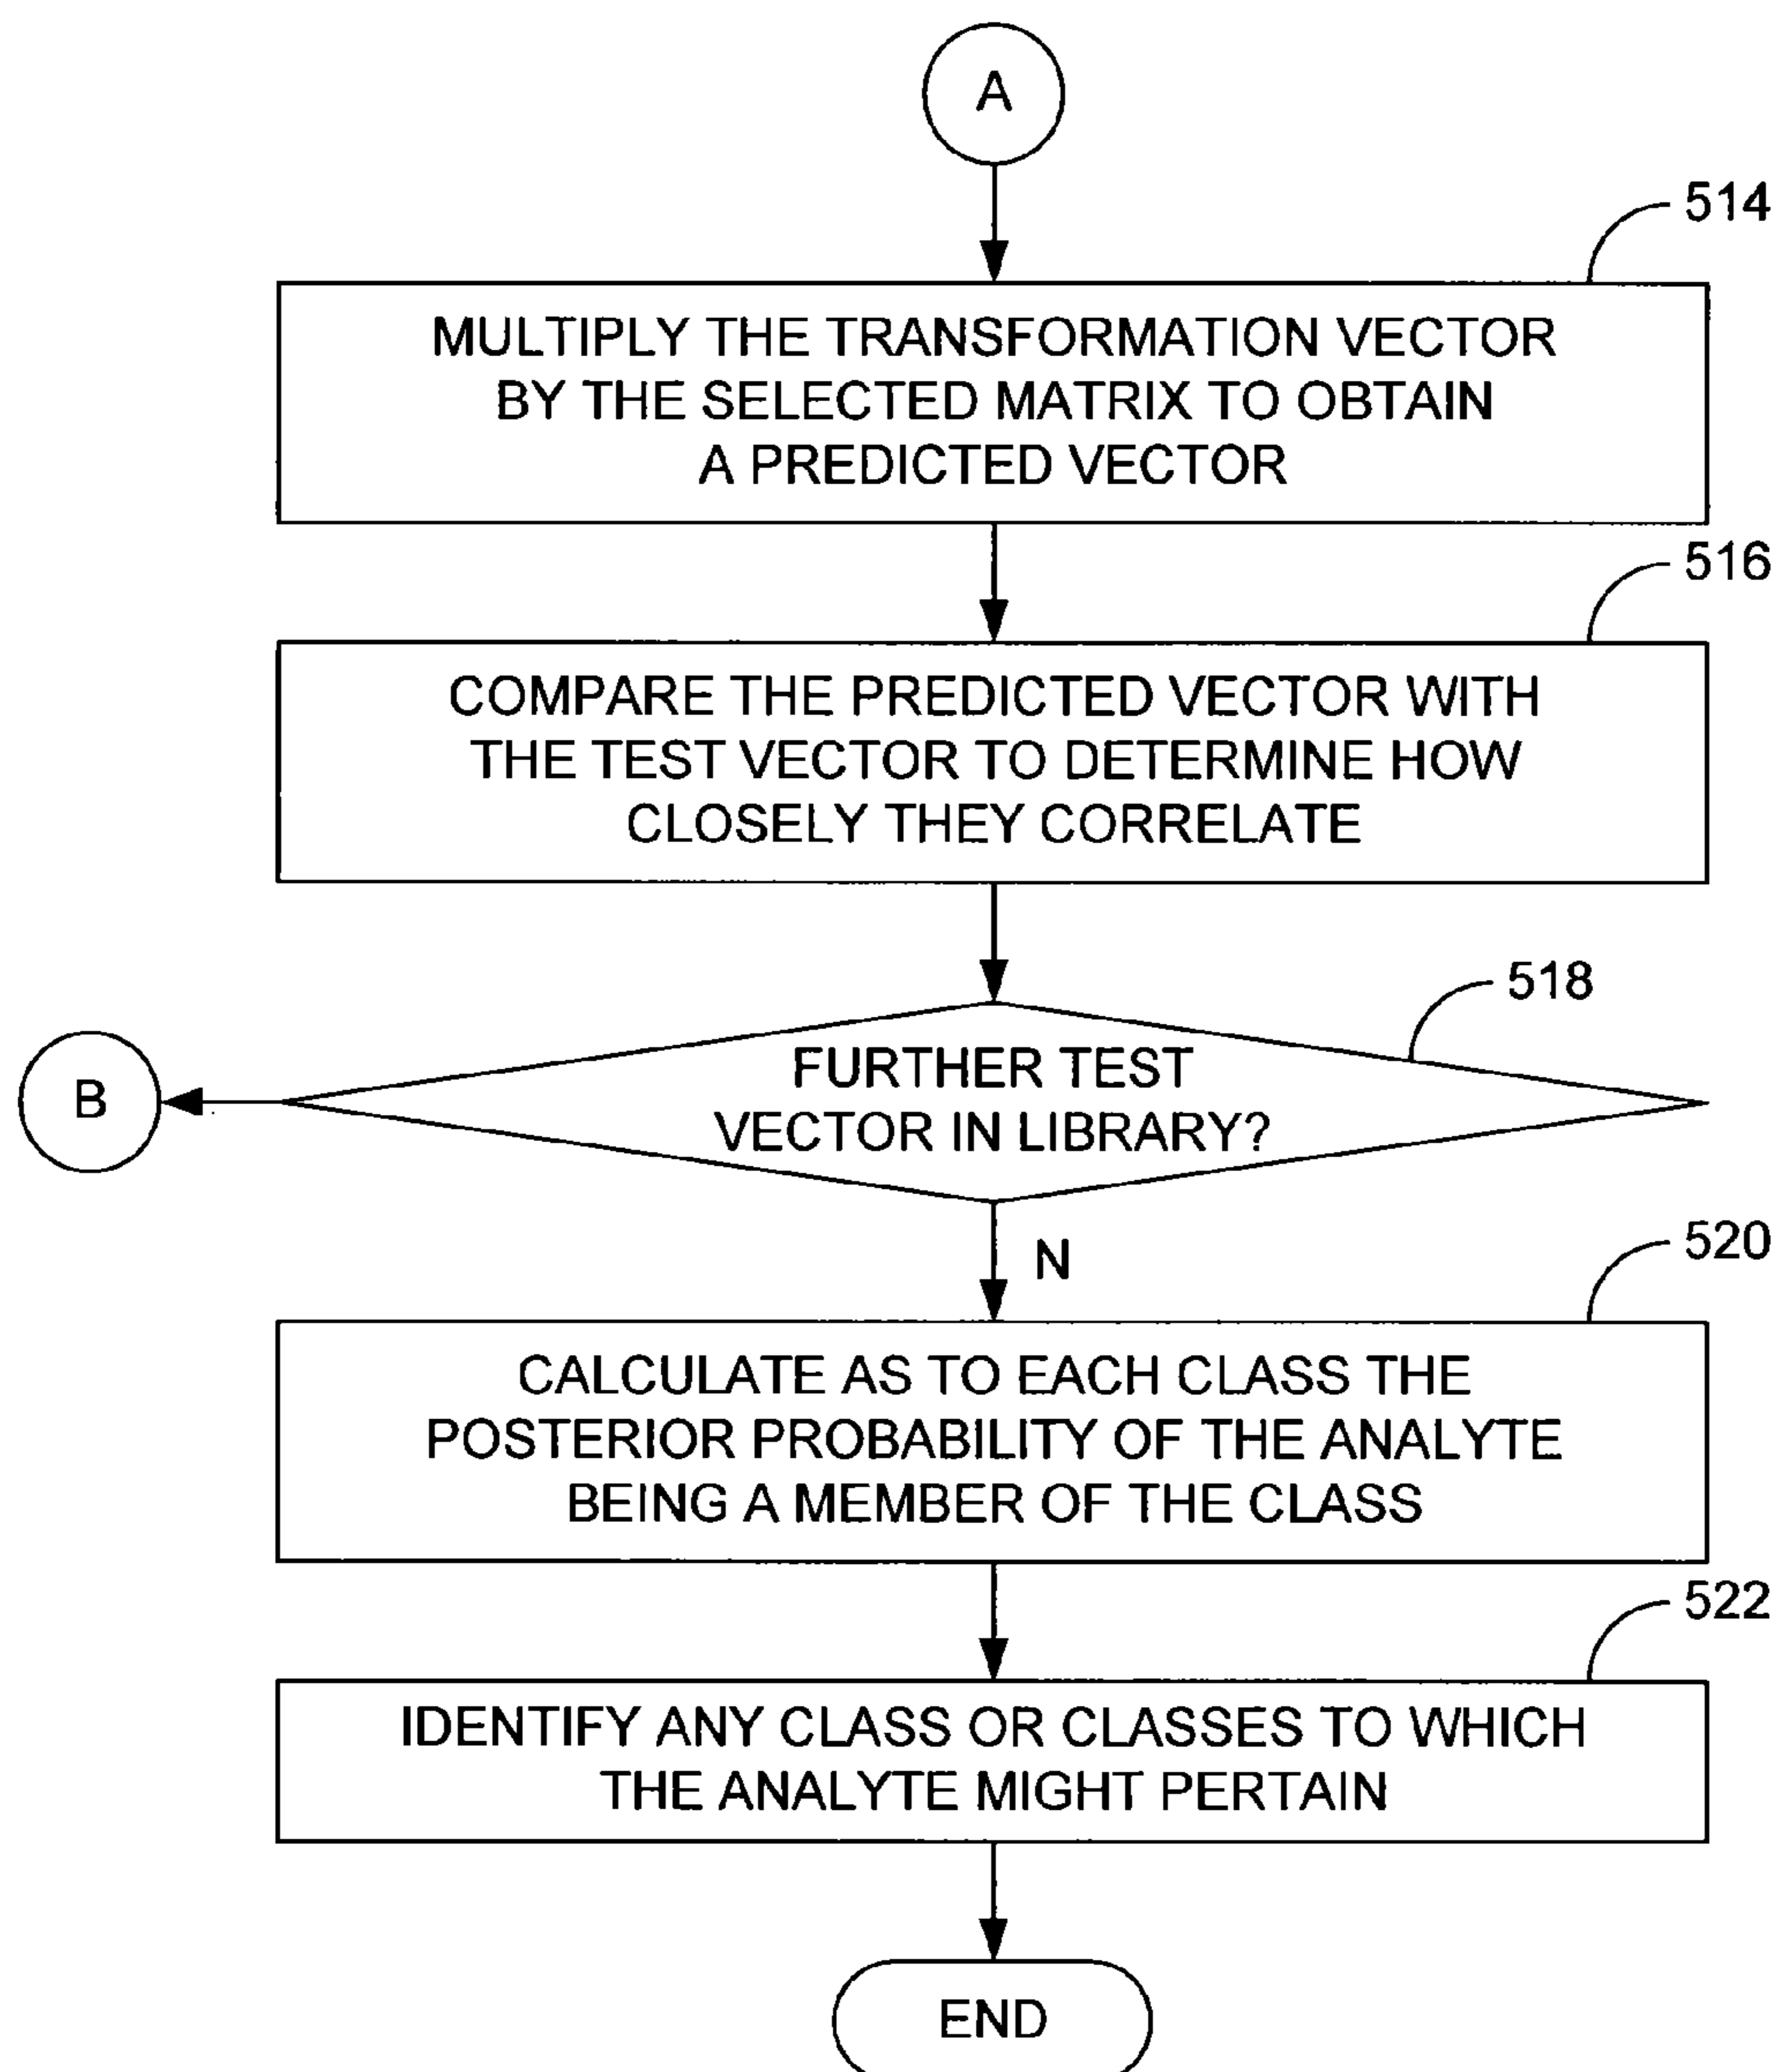 A
514
MULTIPLY THE TRANSFORMATION VECTOR
BY THE SELECTED MATRIX TO OBTAIN
A PREDICTED VECTOR
516
COMPARE THE PREDICTED VECTOR WITH
THE TEST VECTOR TO DETERMINE HOW
CLOSELY THEY CORRELATE
518
FURTHER TEST
VECTOR IN LIBRARY?
B
N
520
CALCULATE AS TO EACH CLASS THE
POSTERIOR PROBABILITY OF THE ANALYTE
BEING A MEMBER OF THE CLASS
522
IDENTIFY ANY CLASS OR CLASSES TO WHICH
THE ANALYTE MIGHT PERTAIN
END